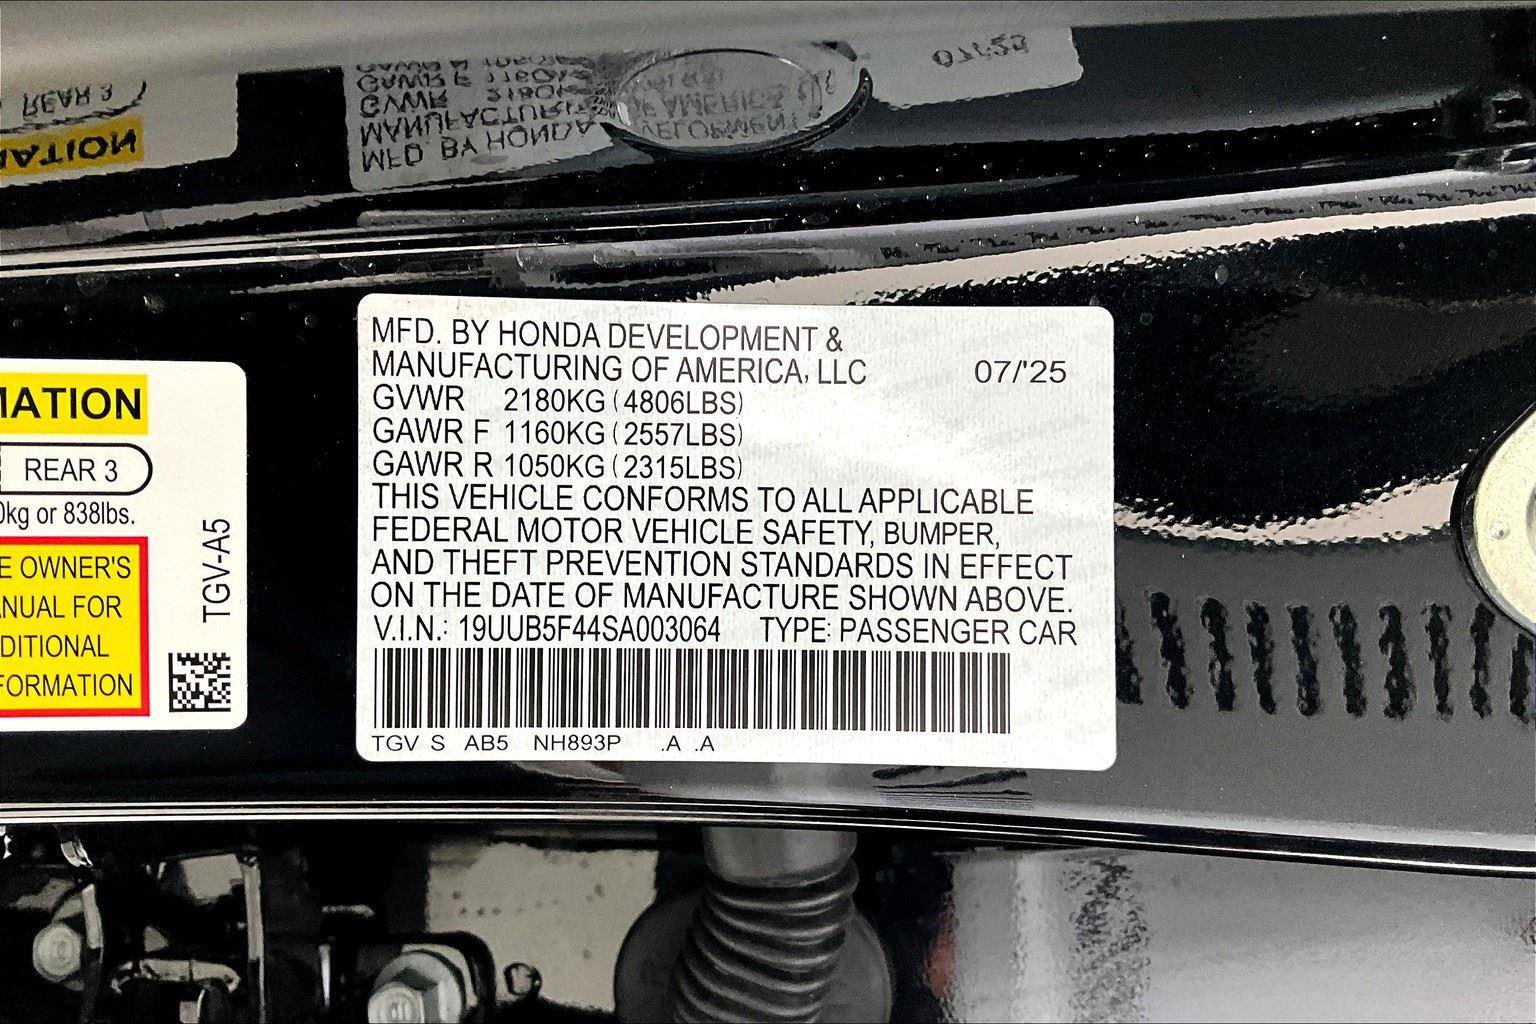 MATION
REAR 3
0kg or 838lbs.
E OWNER'S
ANUAL FOR
DITIONAL
FORMATION
TGV-A5
MFD. BY HONDA DEVELOPMENT &
MANUFACTURING OF AMERICA, LLC 07/'25
GVWR 2180KG (4806LBS)
GAWR F 1160KG (2557LBS)
GAWR R 1050KG (2315LBS)
THIS VEHICLE CONFORMS TO ALL APPLICABLE
FEDERAL MOTOR VEHICLE SAFETY, BUMPER,
AND THEFT PREVENTION STANDARDS IN EFFECT
ON THE DATE OF MANUFACTURE SHOWN ABOVE.
V.I.N.: 19UUB5F44SA003064 TYPE: PASSENGER CAR
TGV S AB5 NH893P .A .A